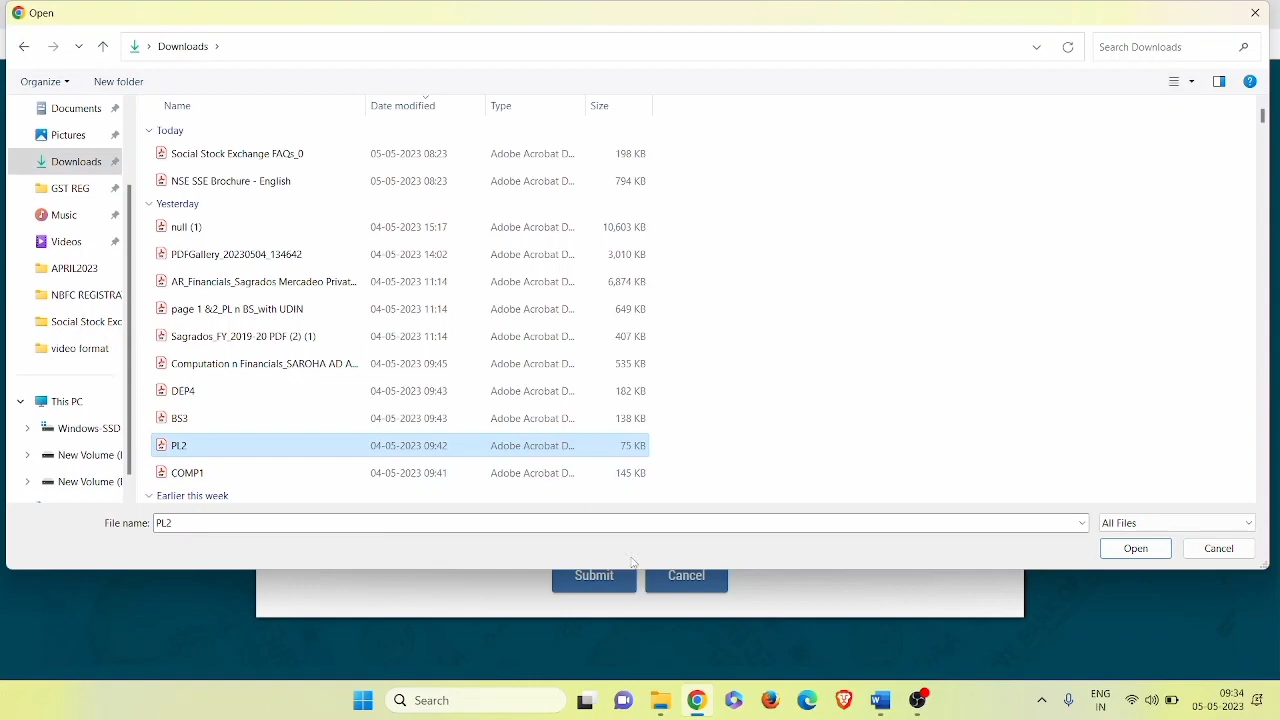 Open
Downloads
Search Downloads
Organize
New folder
Name Date modified Type Size
Documents
Pictures
Downloads
GST REG
Music
Videos
APRIL2023
NBFC REGISTRA
Social Stock Exc
video format
This PC
Windows-SSD
New Volume (
New Volume (
Today
Social Stock Exchange FAQs_0 05-05-2023 08:23 Adobe Acrobat D... 198 KB
NSE SSE Brochure - English 05-05-2023 08:23 Adobe Acrobat D... 794 KB
Yesterday
null (1) 04-05-2023 15:17 Adobe Acrobat D... 10,603 KB
PDFGallery_20230504_134642 04-05-2023 14:02 Adobe Acrobat D... 3,010 KB
AR_Financials_Sagrados Mercadeo Privat... 04-05-2023 11:14 Adobe Acrobat D... 6,874 KB
page 1 &2_PL n BS_with UDIN 04-05-2023 11:14 Adobe Acrobat D... 649 KB
Sagrados_FY_2019-20 PDF (2) (1) 04-05-2023 11:14 Adobe Acrobat D... 407 KB
Computation n Financials_SAROHA AD A... 04-05-2023 09:45 Adobe Acrobat D... 535 KB
DEP4 04-05-2023 09:43 Adobe Acrobat D... 182 KB
BS3 04-05-2023 09:43 Adobe Acrobat D... 138 KB
PL2 04-05-2023 09:42 Adobe Acrobat D... 75 KB
COMP1 04-05-2023 09:41 Adobe Acrobat D... 145 KB
Earlier this week
File name: PL2
All Files
Open
Cancel
Submit
Cancel
Search
ENG
IN
09:34
05-05-2023